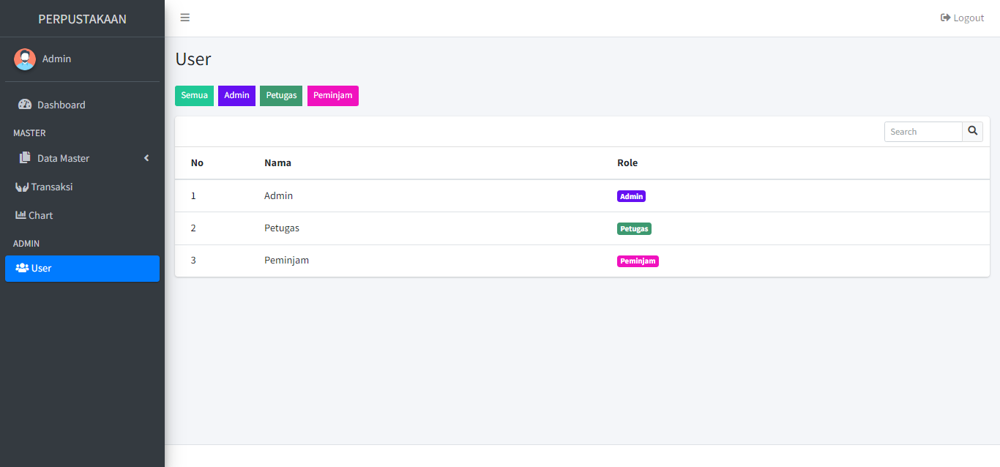 PERPUSTAKAAN
Logout
Admin
User
Semua Admin Petugas Peminjam
Dashboard
MASTER
Data Master
Transaksi
Chart
ADMIN
User
Search
No Nama Role
1 Admin Admin
2 Petugas Petugas
3 Peminjam Peminjam